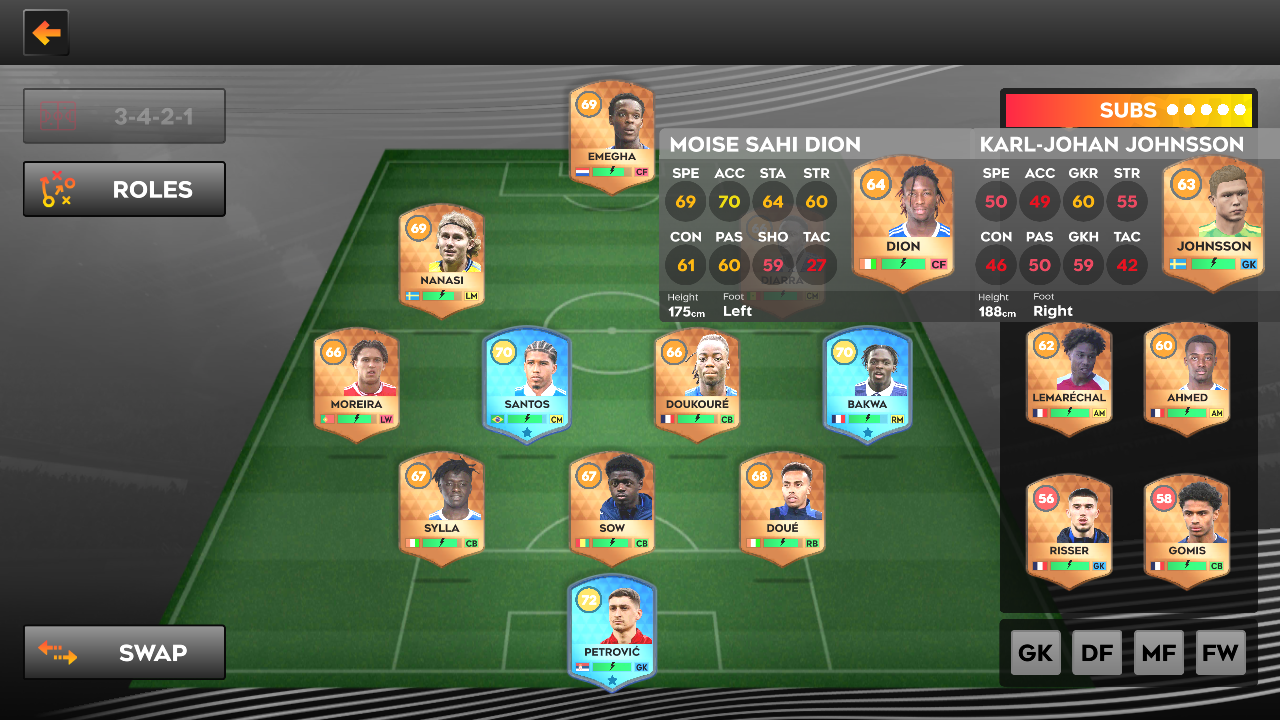 3-4-2-1
ROLES
SWAP
69
EMEGHA
CF
69
NANASI
LM
DIARRA
CM
66
MOREIRA
LW
70
SANTOS
CM
66
DOUKOURÉ
CB
70
BAKWA
RM
67
SYLLA
CB
67
SOW
CB
68
DOUÉ
RB
72
PETROVIĆ
GK
SUBS
MOISE SAHI DION
SPE ACC STA STR
69 70 64 60
CON PAS SHO TAC
61 60 59 27
Height Foot
175cm Left
64
DION
CF
KARL-JOHAN JOHNSSON
SPE ACC GKR STR
50 49 60 55
CON PAS GKH TAC
46 50 59 42
Height Foot
188cm Right
63
JOHNSSON
GK
62
LEMARÉCHAL
AM
60
AHMED
AM
56
RISSER
GK
58
GOMIS
CB
GK DF MF FW